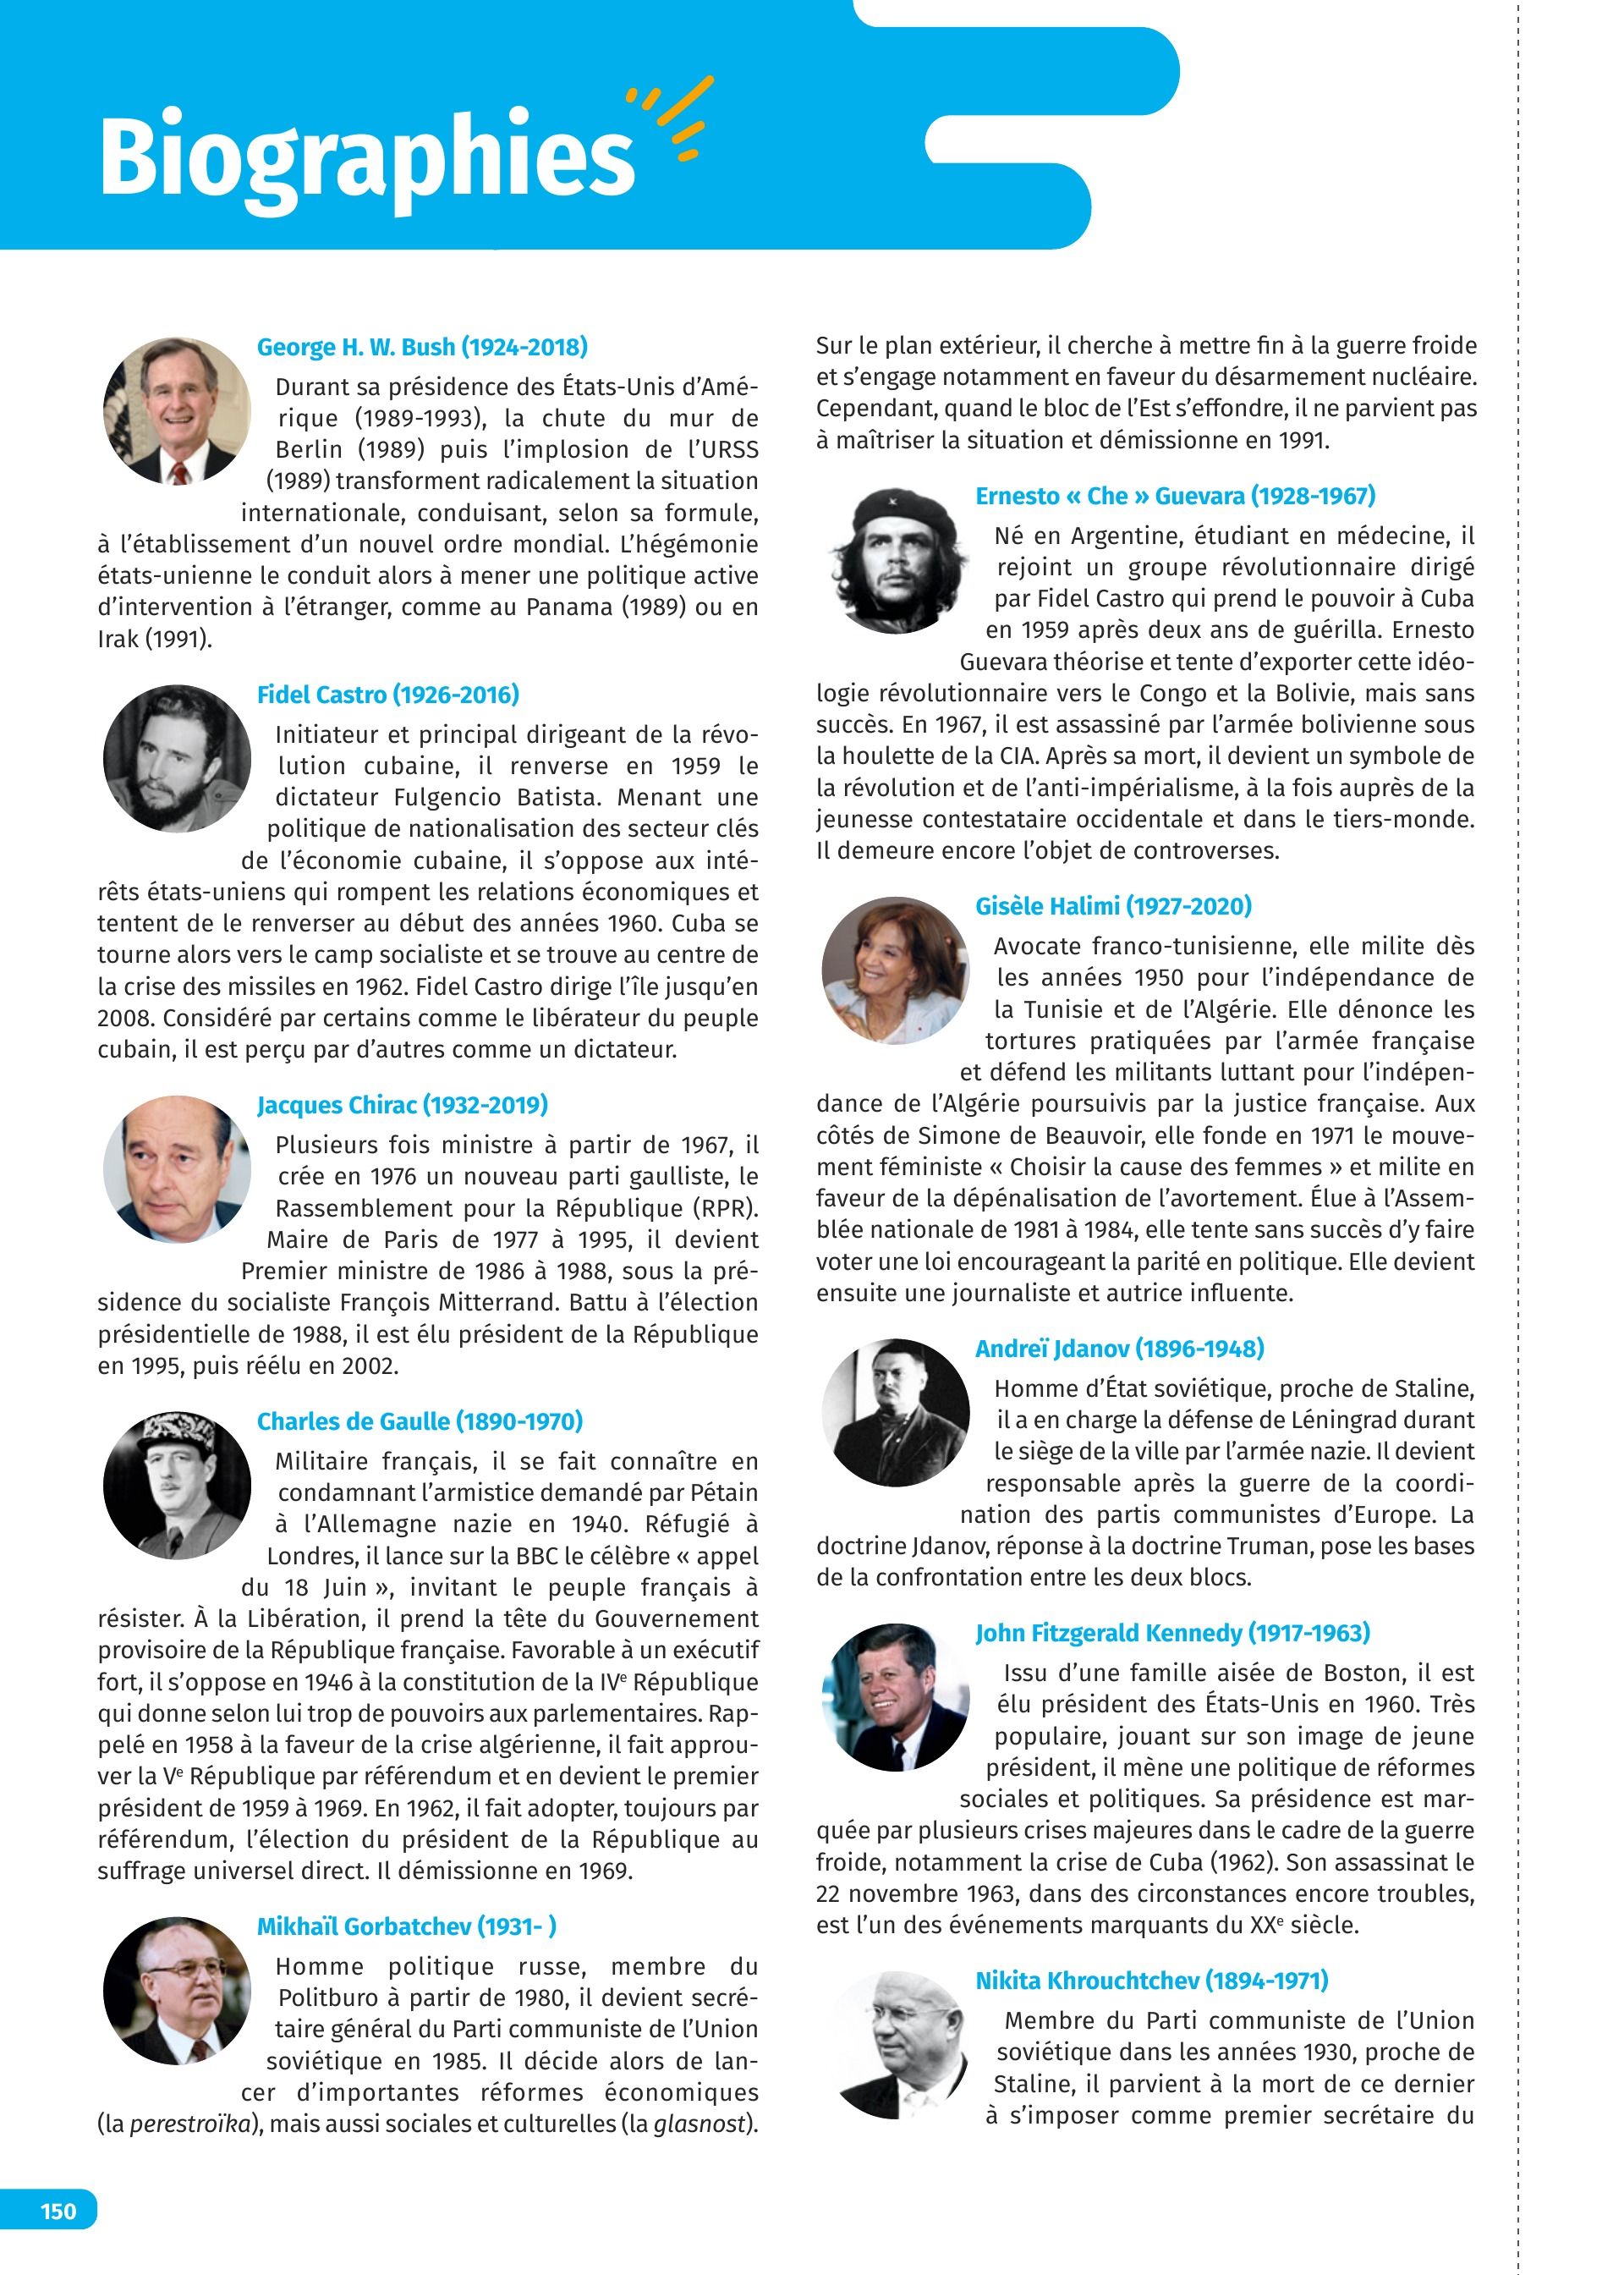 Biographies
George H. W. Bush (1924-2018)
Durant sa présidence des États-Unis d’Amé-
rique (1989-1993), la chute du mur de
Berlin (1989) puis l’implosion de l’URSS
(1989) transforment radicalement la situation
internationale, conduisant, selon sa formule,
à l’établissement d’un nouvel ordre mondial. L’hégémonie
états-unienne le conduit alors à mener une politique active
d’intervention à l’étranger, comme au Panama (1989) ou en
Irak (1991).
Fidel Castro (1926-2016)
Initiateur et principal dirigeant de la révo-
lution cubaine, il renverse en 1959 le
dictateur Fulgencio Batista. Menant une
politique de nationalisation des secteur clés
de l’économie cubaine, il s’oppose aux inté-
rêts états-uniens qui rompent les relations économiques et
tentent de le renverser au début des années 1960. Cuba se
tourne alors vers le camp socialiste et se trouve au centre de
la crise des missiles en 1962. Fidel Castro dirige l’île jusqu’en
2008. Considéré par certains comme le libérateur du peuple
cubain, il est perçu par d’autres comme un dictateur.
Jacques Chirac (1932-2019)
Plusieurs fois ministre à partir de 1967, il
crée en 1976 un nouveau parti gaulliste, le
Rassemblement pour la République (RPR).
Maire de Paris de 1977 à 1995, il devient
Premier ministre de 1986 à 1988, sous la pré-
sidence du socialiste François Mitterrand. Battu à l’élection
présidentielle de 1988, il est élu président de la République
en 1995, puis réélu en 2002.
Charles de Gaulle (1890-1970)
Militaire français, il se fait connaître en
condamnant l’armistice demandé par Pétain
à l’Allemagne nazie en 1940. Réfugié à
Londres, il lance sur la BBC le célèbre « appel
du 18 Juin », invitant le peuple français à
résister. À la Libération, il prend la tête du Gouvernement
provisoire de la République française. Favorable à un exécutif
fort, il s’oppose en 1946 à la constitution de la IVe République
qui donne selon lui trop de pouvoirs aux parlementaires. Rap-
pelé en 1958 à la faveur de la crise algérienne, il fait approu-
ver la Ve République par référendum et en devient le premier
président de 1959 à 1969. En 1962, il fait adopter, toujours par
référendum, l’élection du président de la République au
suffrage universel direct. Il démissionne en 1969.
Mikhaïl Gorbatchev (1931- )
Homme politique russe, membre du
Politburo à partir de 1980, il devient secré-
taire général du Parti communiste de l’Union
soviétique en 1985. Il décide alors de lan-
cer d’importantes réformes économiques
(la perestroïka), mais aussi sociales et culturelles (la glasnost).
Sur le plan extérieur, il cherche à mettre fin à la guerre froide
et s’engage notamment en faveur du désarmement nucléaire.
Cependant, quand le bloc de l’Est s’effondre, il ne parvient pas
à maîtriser la situation et démissionne en 1991.
Ernesto « Che » Guevara (1928-1967)
Né en Argentine, étudiant en médecine, il
rejoint un groupe révolutionnaire dirigé
par Fidel Castro qui prend le pouvoir à Cuba
en 1959 après deux ans de guérilla. Ernesto
Guevara théorise et tente d’exporter cette idéo-
logie révolutionnaire vers le Congo et la Bolivie, mais sans
succès. En 1967, il est assassiné par l’armée bolivienne sous
la houlette de la CIA. Après sa mort, il devient un symbole de
la révolution et de l’anti-impérialisme, à la fois auprès de la
jeunesse contestataire occidentale et dans le tiers-monde.
Il demeure encore l’objet de controverses.
Gisèle Halimi (1927-2020)
Avocate franco-tunisienne, elle milite dès
les années 1950 pour l’indépendance de
la Tunisie et de l’Algérie. Elle dénonce les
tortures pratiquées par l’armée française
et défend les militants luttant pour l’indépen-
dance de l’Algérie poursuivis par la justice française. Aux
côtés de Simone de Beauvoir, elle fonde en 1971 le mouve-
ment féministe « Choisir la cause des femmes » et milite en
faveur de la dépénalisation de l’avortement. Élue à l’Assem-
blée nationale de 1981 à 1984, elle tente sans succès d’y faire
voter une loi encourageant la parité en politique. Elle devient
ensuite une journaliste et autrice influente.
Andreï Jdanov (1896-1948)
Homme d’État soviétique, proche de Staline,
il a en charge la défense de Léningrad durant
le siège de la ville par l’armée nazie. Il devient
responsable après la guerre de la coordi-
nation des partis communistes d’Europe. La
doctrine Jdanov, réponse à la doctrine Truman, pose les bases
de la confrontation entre les deux blocs.
John Fitzgerald Kennedy (1917-1963)
Issu d’une famille aisée de Boston, il est
élu président des États-Unis en 1960. Très
populaire, jouant sur son image de jeune
président, il mène une politique de réformes
sociales et politiques. Sa présidence est mar-
quée par plusieurs crises majeures dans le cadre de la guerre
froide, notamment la crise de Cuba (1962). Son assassinat le
22 novembre 1963, dans des circonstances encore troubles,
est l’un des événements marquants du XXe siècle.
Nikita Khrouchtchev (1894-1971)
Membre du Parti communiste de l’Union
soviétique dans les années 1930, proche de
Staline, il parvient à la mort de ce dernier
à s’imposer comme premier secrétaire du
150